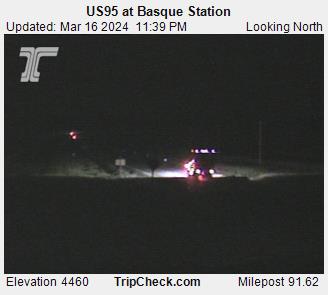 US95 at Basque Station
Updated: Mar 16 2024 11:39 PM Looking North
Elevation 4460 TripCheck.com Milepost 91.62